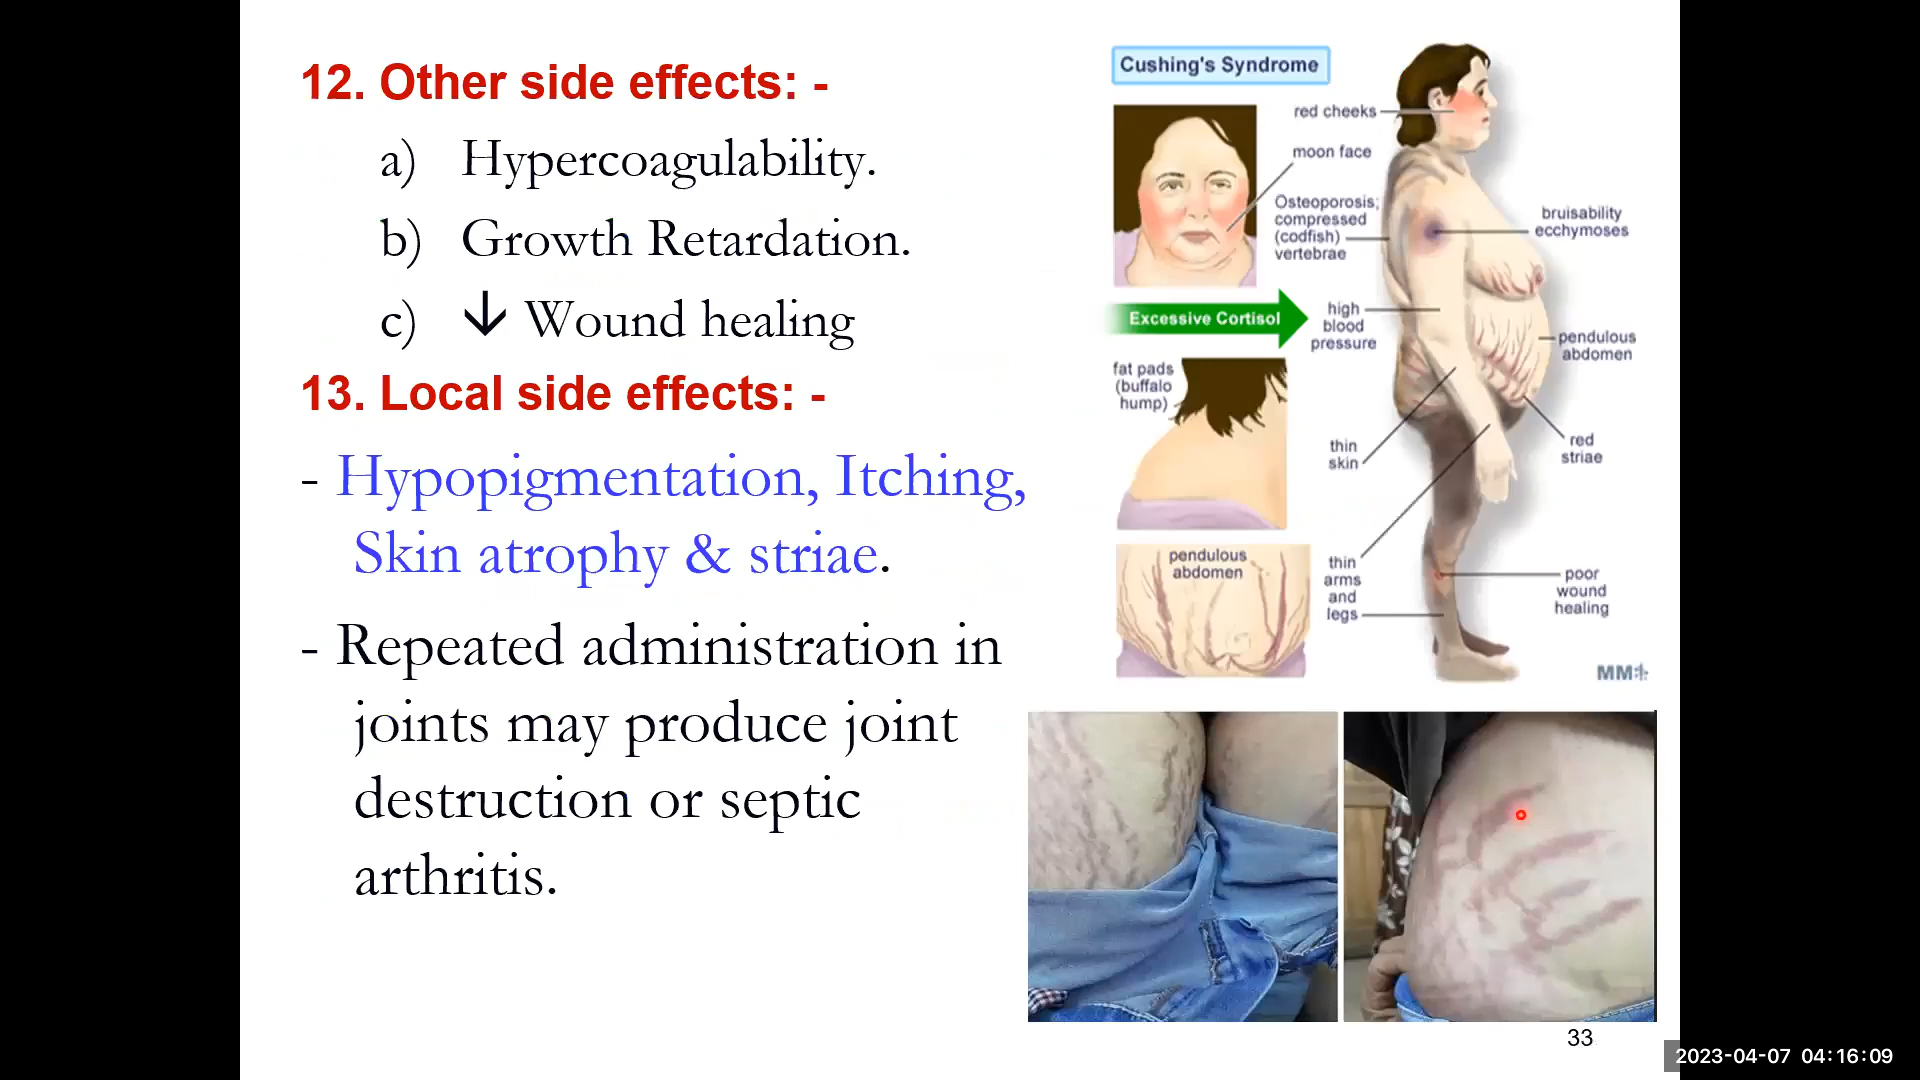 12. Other side effects: -
a) Hypercoagulability.
b) Growth Retardation.
c) ↓ Wound healing
13. Local side effects: -
- Hypopigmentation, Itching,
Skin atrophy & striae.
- Repeated administration in
joints may produce joint
destruction or septic
arthritis.
Cushing's Syndrome
red cheeks
moon face
Osteoporosis;
compressed
(codfish)
vertebrae
bruisability
ecchymoses
Excessive Cortisol
high
blood
pressure
pendulous
abdomen
fat pads
(buffalo
hump)
thin
skin
red
striae
pendulous
abdomen
thin
arms
and
legs
poor
wound
healing
MM
33
2023-04-07 04:16:09